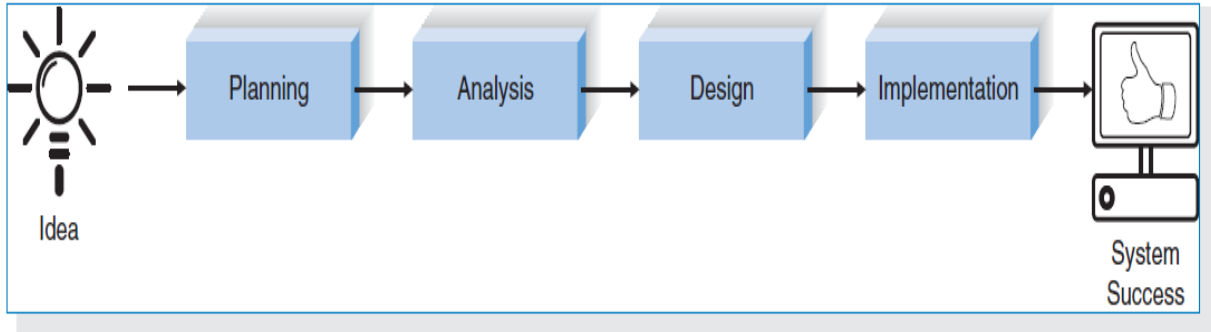 Planning
Analysis
Design
Implementation
Idea
System
Success